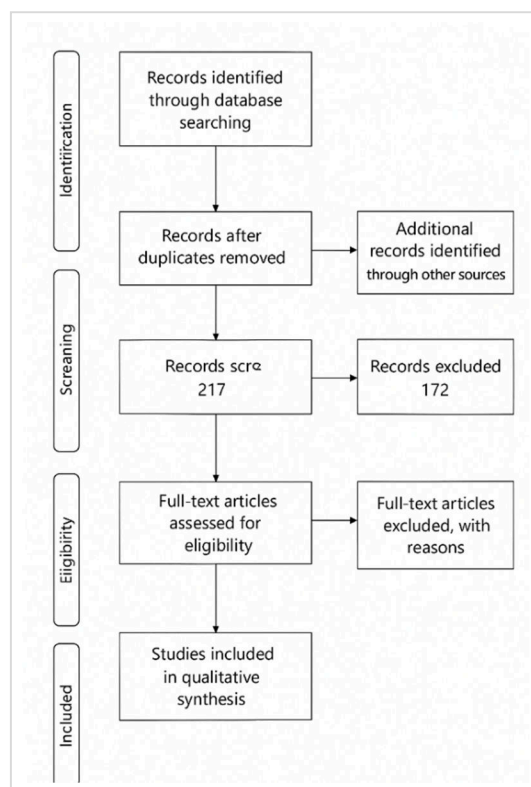 Records identified
through database
searching
Records after
duplicates removed
Additional
records identified
through other sources
Screaning
Records
217
Records excluded
172
Full-text articles
assessed for
eligibility
Full-text articles
excluded, with
reasons
Studies included
in qualitative
synthesis
Included